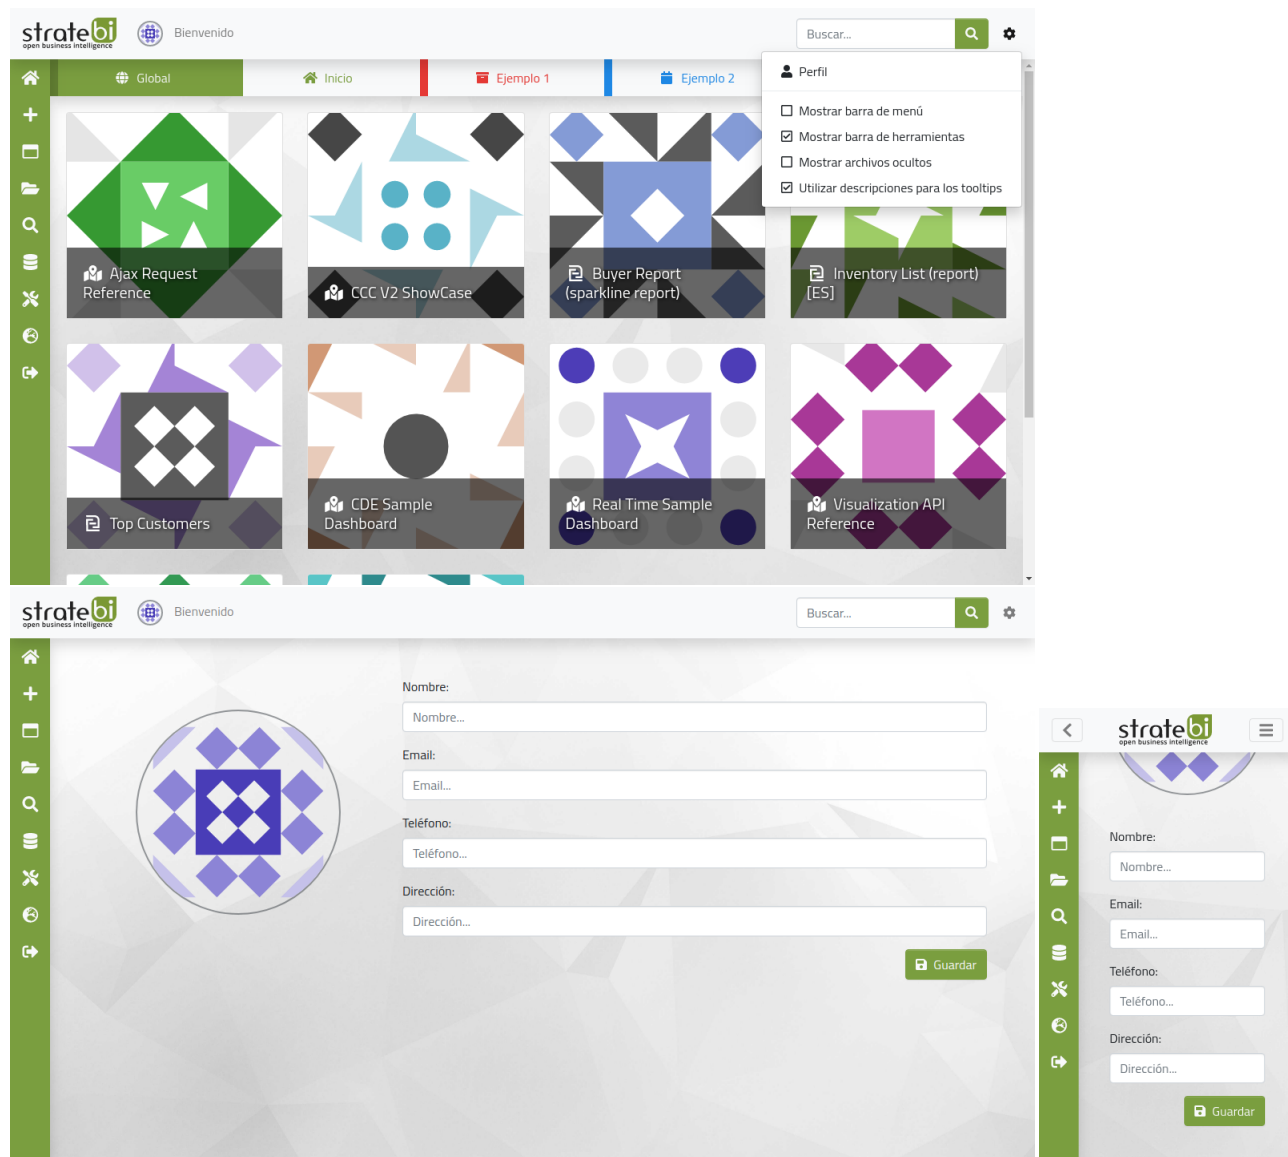 stratebi
open business intelligence
Bienvenido
Buscar...
Global
Inicio
Ejemplo 1
Ejemplo 2
Perfil
Mostrar barra de menú
Mostrar barra de herramientas
Mostrar archivos ocultos
Utilizar descripciones para los tooltips
Ajax Request
Reference
CCC V2 ShowCase
Buyer Report
(sparkline report)
Inventory List (report)
[ES]
Top Customers
CDE Sample
Dashboard
Real Time Sample
Dashboard
Visualization API
Reference
stratebi
open business intelligence
Bienvenido
Buscar...
Nombre:
Nombre...
Email:
Email...
Teléfono:
Teléfono...
Dirección:
Dirección...
Guardar
stratebi
open business intelligence
Nombre:
Nombre...
Email:
Email...
Teléfono:
Teléfono...
Dirección:
Dirección...
Guardar